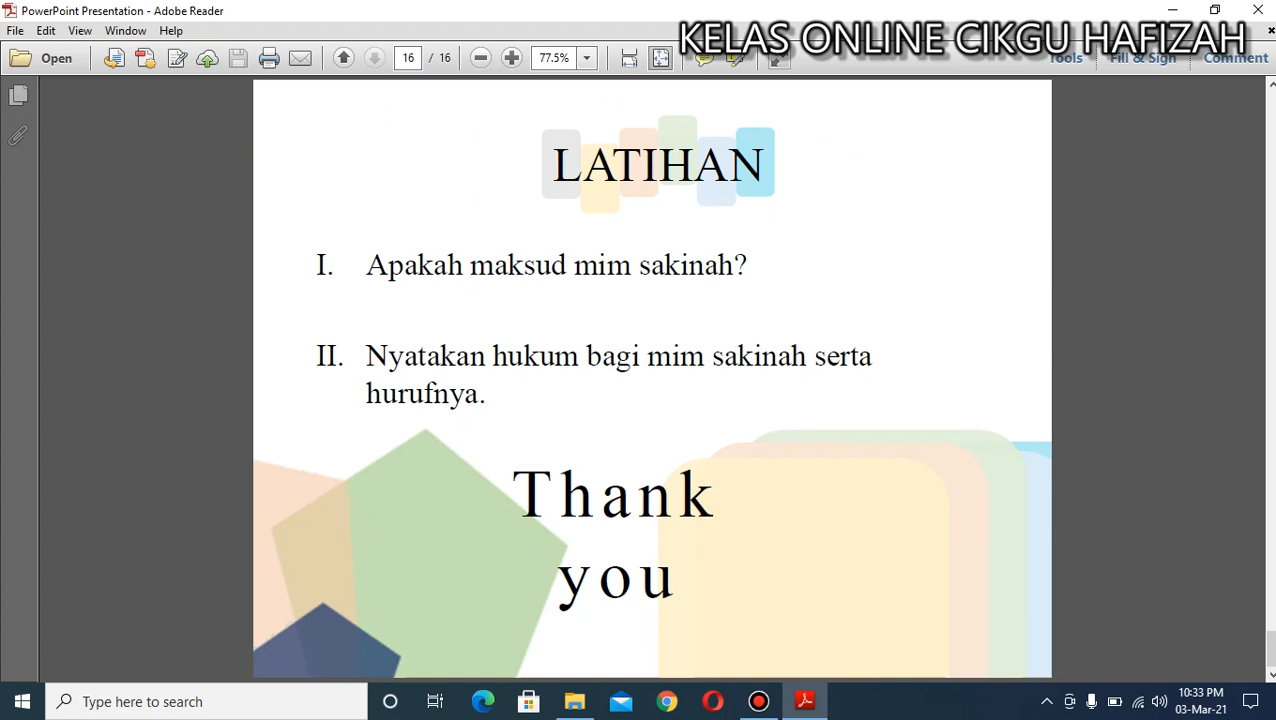 PowerPoint Presentation - Adobe Reader
File Edit View Window Help
KELAS ONLINE CIKGU HAFIZAH
Open 16 / 16 77.5% Tools Fill & Sign Comment
LATIHAN
I. Apakah maksud mim sakinah?
II. Nyatakan hukum bagi mim sakinah serta
hurufnya.
Thank
you
Type here to search
10:33 PM
03-Mar-21